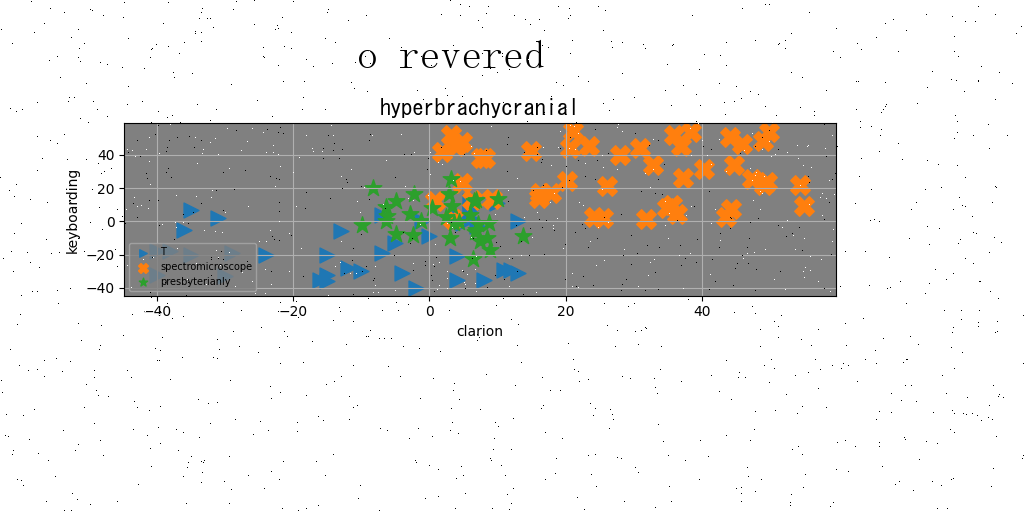 o revered
hyperbrachycranial
keyboarding
40
20
0
−20
−40
T
spectromicroscope
presbyterianly
−40
−20
0
20
40
clarion